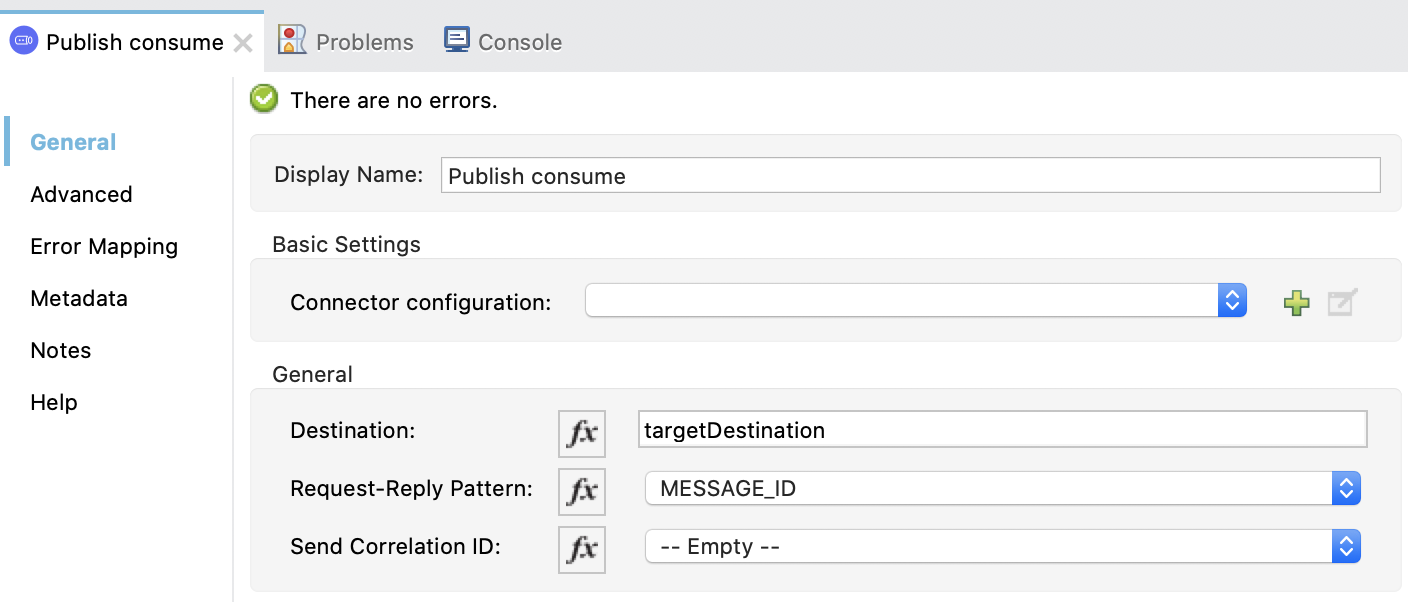 Publish consume
Problems
Console
General
Advanced
Error Mapping
Metadata
Notes
Help
There are no errors.
Display Name: Publish consume
Basic Settings
Connector configuration:
General
Destination: fx targetDestination
Request-Reply Pattern: fx MESSAGE_ID
Send Correlation ID: fx -- Empty --